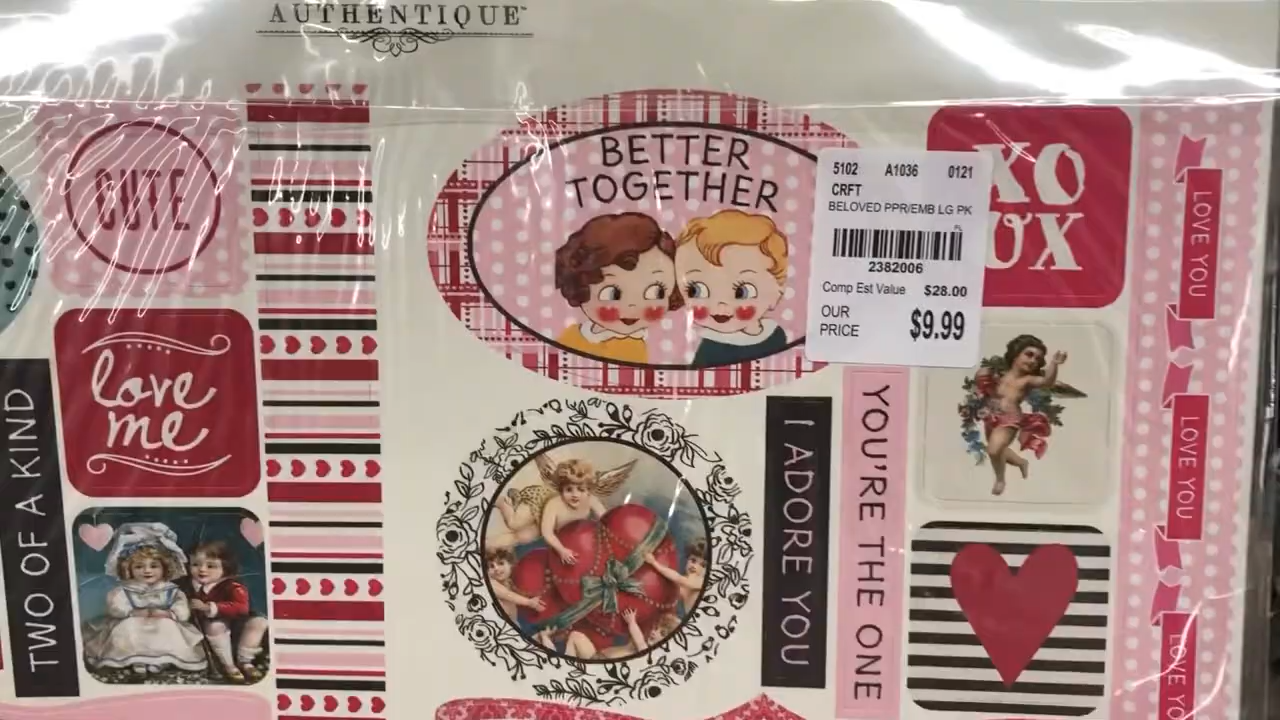 AUTHENTIQUE
CUTE
love
me
TWO OF A KIND
BETTER
TOGETHER
5102 A1036 0121
CRFT
BELOVED PPR/EMB LG PK
2382006
Comp Est Value $28.00
OUR
PRICE $9.99
XO
OX
I ADORE YOU
YOU'RE THE ONE
LOVE YOU
LOVE YOU
LOVE YO